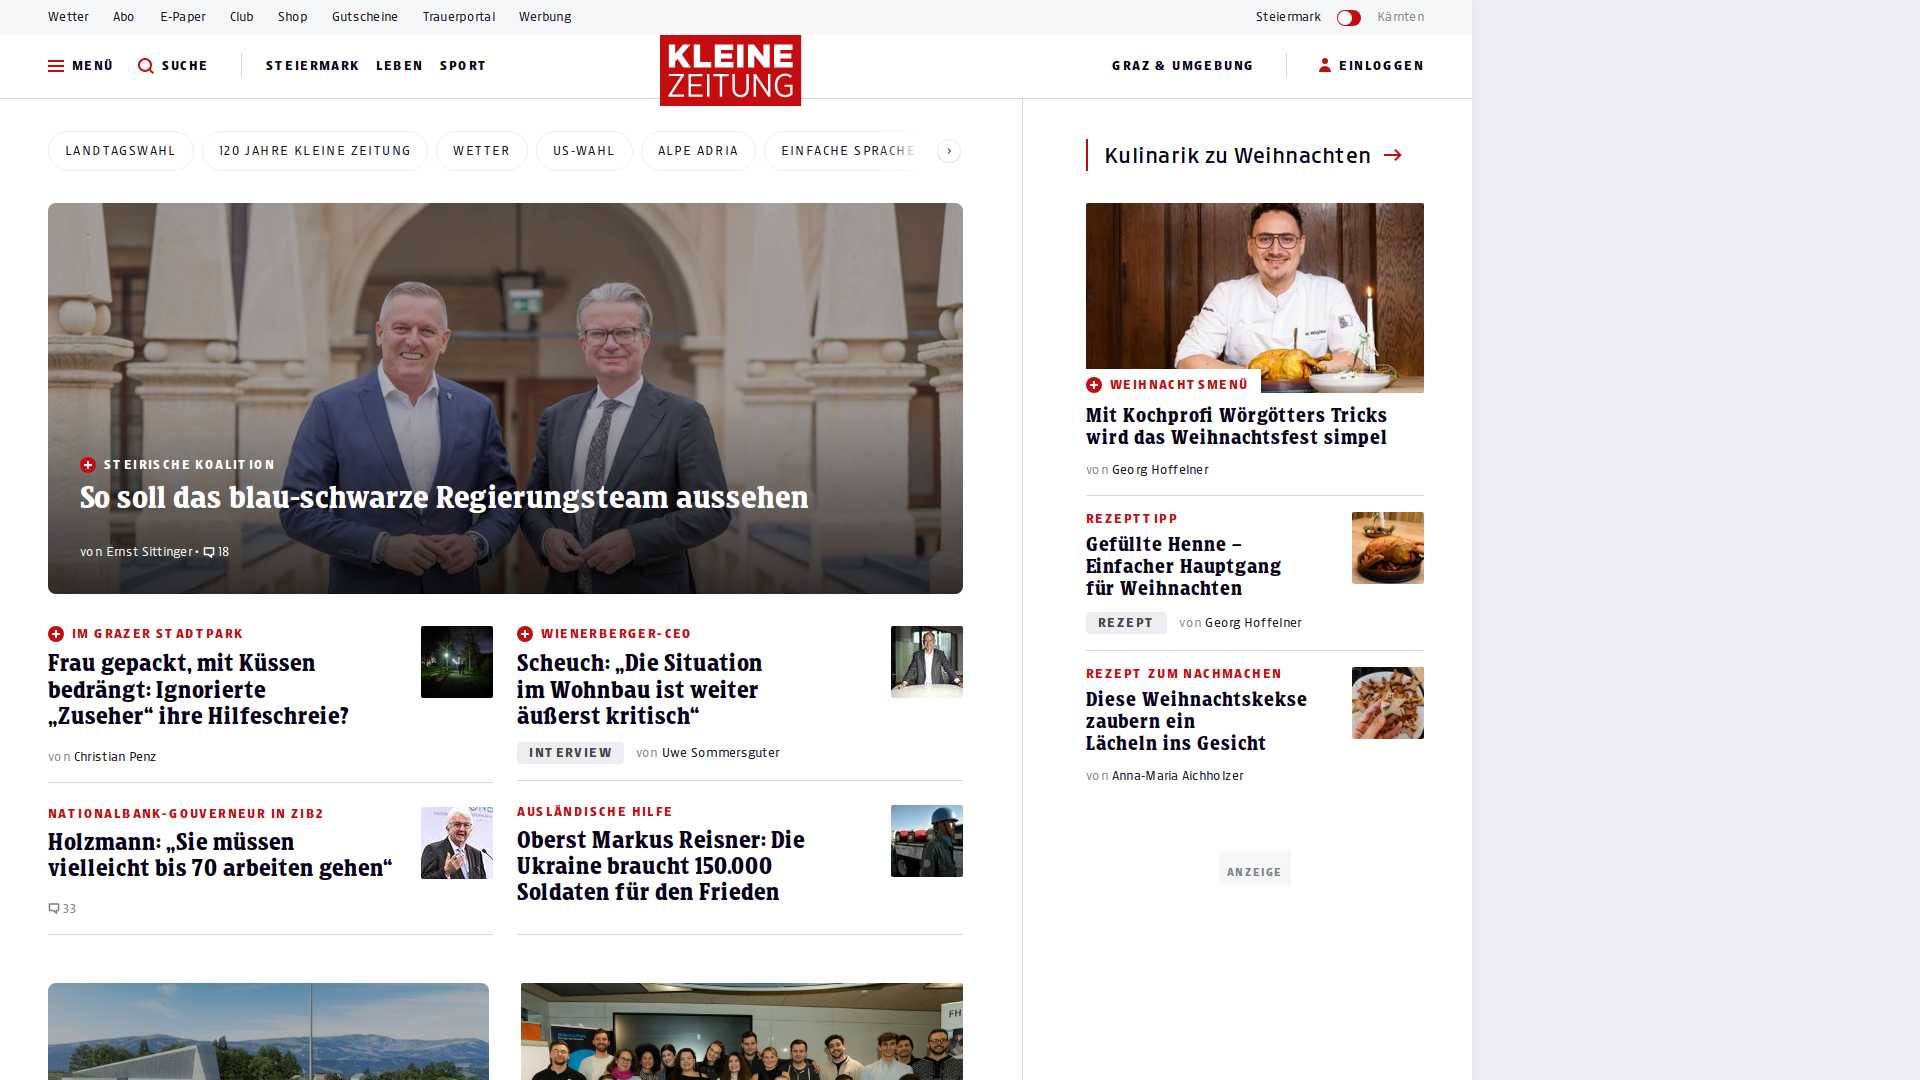 Wetter
Abo
E-Paper
Club
Shop
Gutscheine
Trauerportal
Werbung
Steiermark
Kärnten
MENÜ
SUCHE
STEIERMARK
LEBEN
SPORT
KLEINE
ZEITUNG
GRAZ & UMGEBUNG
EINLOGGEN
LANDTAGSWAHL
120 JAHRE KLEINE ZEITUNG
WETTER
US-WAHL
ALPE ADRIA
EINFACHE SPRACHE
STEIRISCHE KOALITION
So soll das blau-schwarze Regierungsteam aussehen
von Ernst Sittinger • 18
IM GRAZER STADTPARK
Frau gepackt, mit Küssen
bedrängt: Ignorierte
„Zuseher“ ihre Hilfeschreie?
von Christian Penz
WIENERBERGER-CEO
Scheuch: „Die Situation
im Wohnbau ist weiter
äußerst kritisch“
INTERVIEW
von Uwe Sommersguter
NATIONALBANK-GOUVERNEUR IN ZIB2
Holzmann: „Sie müssen
vielleicht bis 70 arbeiten gehen“
33
AUSLÄNDISCHE HILFE
Oberst Markus Reisner: Die
Ukraine braucht 150.000
Soldaten für den Frieden
FH
Kulinarik zu Weihnachten
WEIHNACHTSMENÜ
Mit Kochprofi Wörgötters Tricks
wird das Weihnachtsfest simpel
von Georg Hoffelner
REZEPTTIPP
Gefüllte Henne –
Einfacher Hauptgang
für Weihnachten
REZEPT
von Georg Hoffelner
REZEPT ZUM NACHMACHEN
Diese Weihnachtskekse
zaubern ein
Lächeln ins Gesicht
von Anna-Maria Aichholzer
ANZEIGE